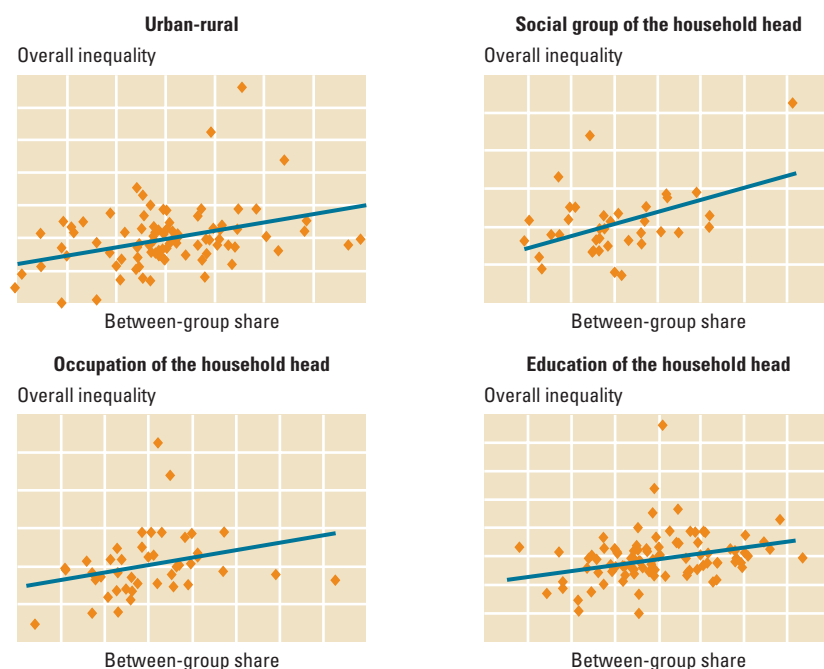 Urban-rural
Overall inequality
Between-group share
Social group of the household head
Overall inequality
Between-group share
Occupation of the household head
Overall inequality
Between-group share
Education of the household head
Overall inequality
Between-group share